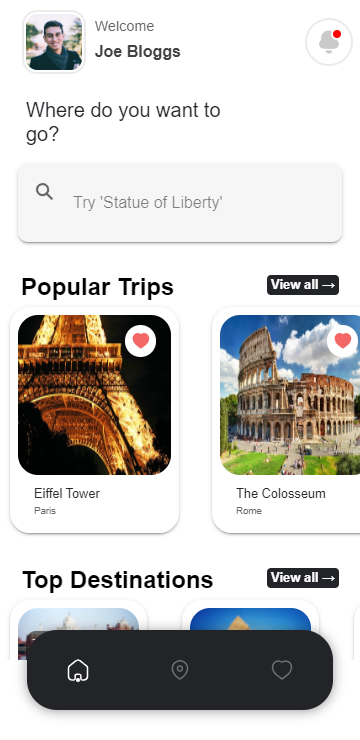 Welcome
Joe Bloggs
Where do you want to
go?
Try 'Statue of Liberty'
Popular Trips
View all →
Eiffel Tower
Paris
The Colosseum
Rome
Top Destinations
View all →